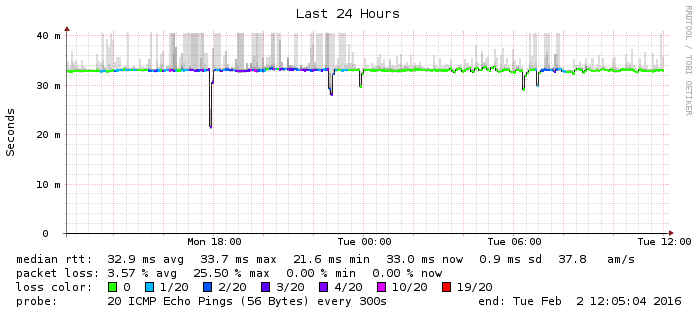 Last 24 Hours
RRDTOOL / TOBI OETIKER
Seconds
40 m
30 m
20 m
10 m
0
Mon 18:00 Tue 00:00 Tue 06:00 Tue 12:00
median rtt: 32.9 ms avg 33.7 ms max 21.6 ms min 33.0 ms now 0.9 ms sd 37.8 am/s
packet loss: 3.57 % avg 25.50 % max 0.00 % min 0.00 % now
loss color: 0 1/20 2/20 3/20 4/20 10/20 19/20
probe: 20 ICMP Echo Pings (56 Bytes) every 300s end: Tue Feb 2 12:05:04 2016